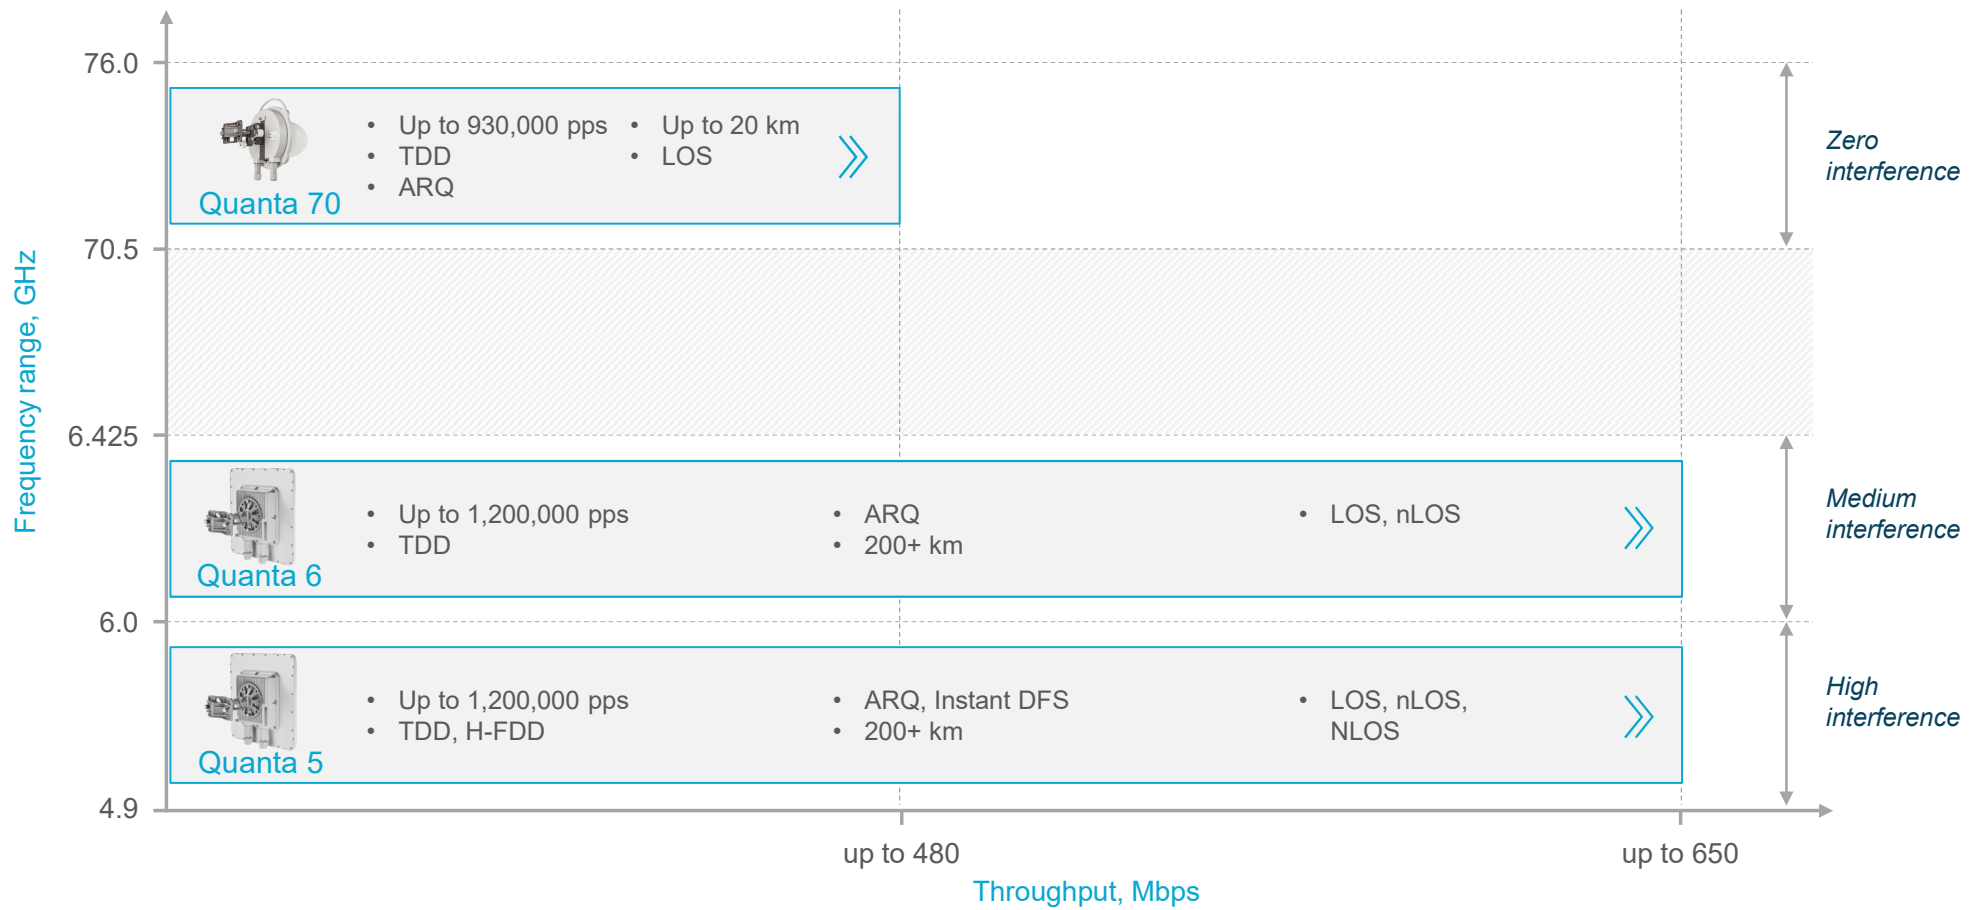 76.0
• Up to 930,000 pps
• TDD
• ARQ
• Up to 20 km
• LOS
Quanta 70
Zero
interference
70.5
Frequency range, GHz
6.425
• Up to 1,200,000 pps
• TDD
• ARQ
• 200+ km
• LOS, nLOS
Quanta 6
Medium
interference
6.0
• Up to 1,200,000 pps
• TDD, H-FDD
• ARQ, Instant DFS
• 200+ km
• LOS, nLOS,
NLOS
Quanta 5
High
interference
4.9
up to 480
up to 650
Throughput, Mbps